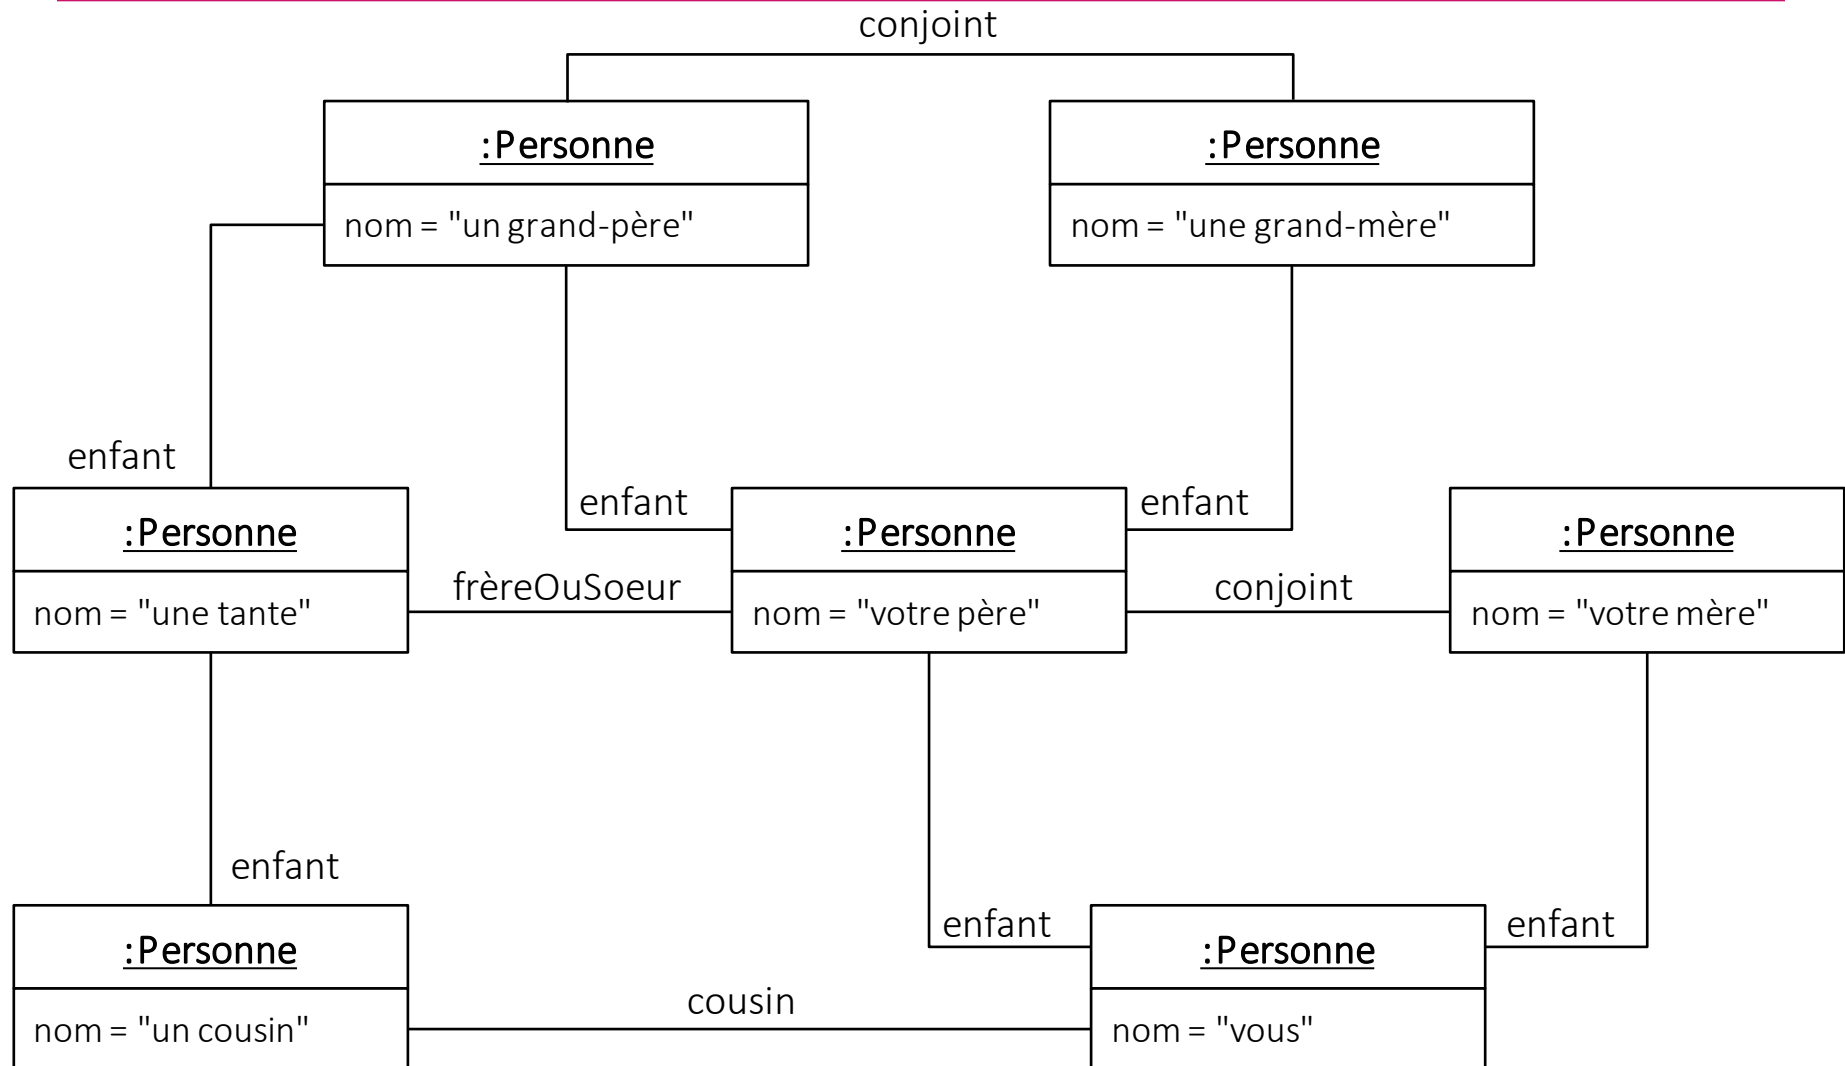 conjoint
:Personne
:Personne
nom = "un grand-père"
nom = "une grand-mère"
enfant
enfant
enfant
:Personne
:Personne
:Personne
frèreOuSoeur
conjoint
nom = "une tante"
nom = "votre père"
nom = "votre mère"
enfant
enfant
enfant
:Personne
:Personne
cousin
nom = "un cousin"
nom = "vous"